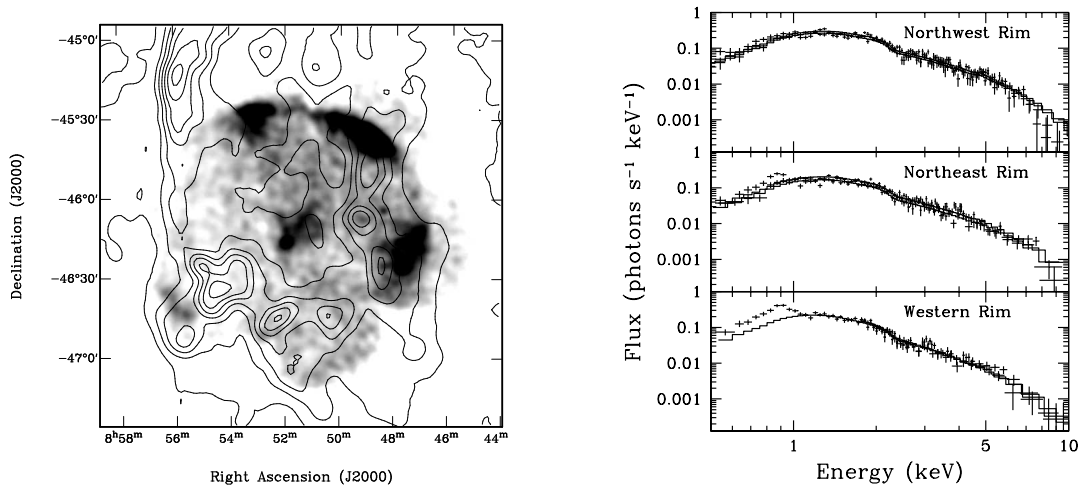 -45°0'
-45°30'
-46°0'
-46°30'
-47°0'
Declination (J2000)
8h58m 56m 54m 52m 50m 48m 46m 44m
Right Ascension (J2000)
Flux (photons s⁻¹ keV⁻¹)
1
0.1
0.01
0.001
Northwest Rim
1
0.1
0.01
0.001
Northeast Rim
1
0.1
0.01
0.001
Western Rim
1 5 10
Energy (keV)